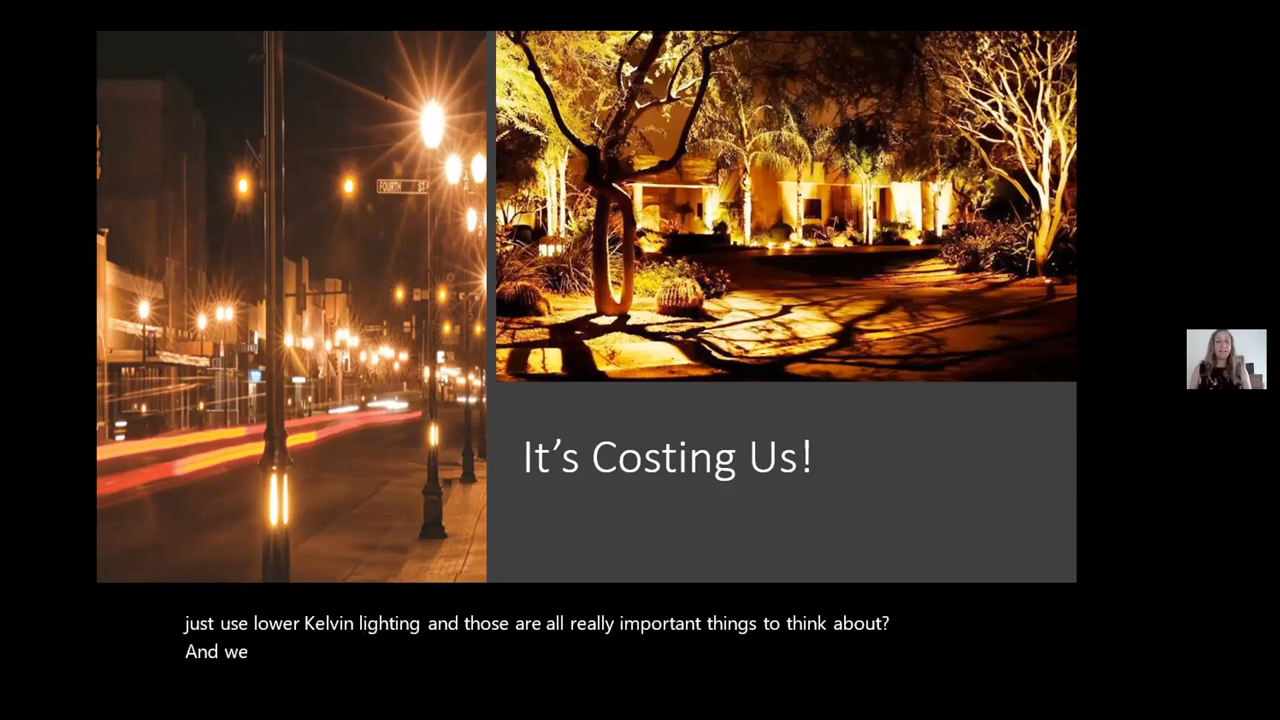 FOURTH ST
It's Costing Us!
just use lower Kelvin lighting and those are all really important things to think about?
And we